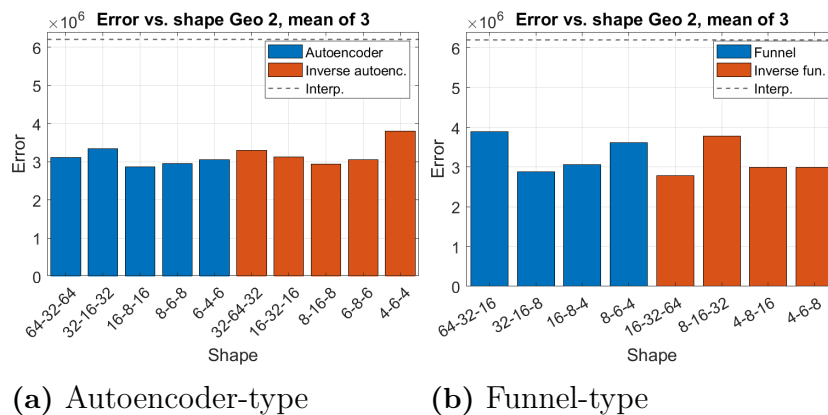 Error vs. shape Geo 2, mean of 3
×10^6
6
5
4
3
2
1
0
Error
Autoencoder
Inverse autoenc.
Interp.
64-32-64
32-16-32
16-8-16
8-6-8
6-4-6
32-64-32
16-32-16
8-16-8
6-8-6
4-6-4
Shape
(a) Autoencoder-type
Error vs. shape Geo 2, mean of 3
×10^6
6
5
4
3
2
1
0
Error
Funnel
Inverse fun.
Interp.
64-32-16
32-16-8
16-8-4
8-6-4
16-32-64
8-16-32
4-8-16
4-6-8
Shape
(b) Funnel-type